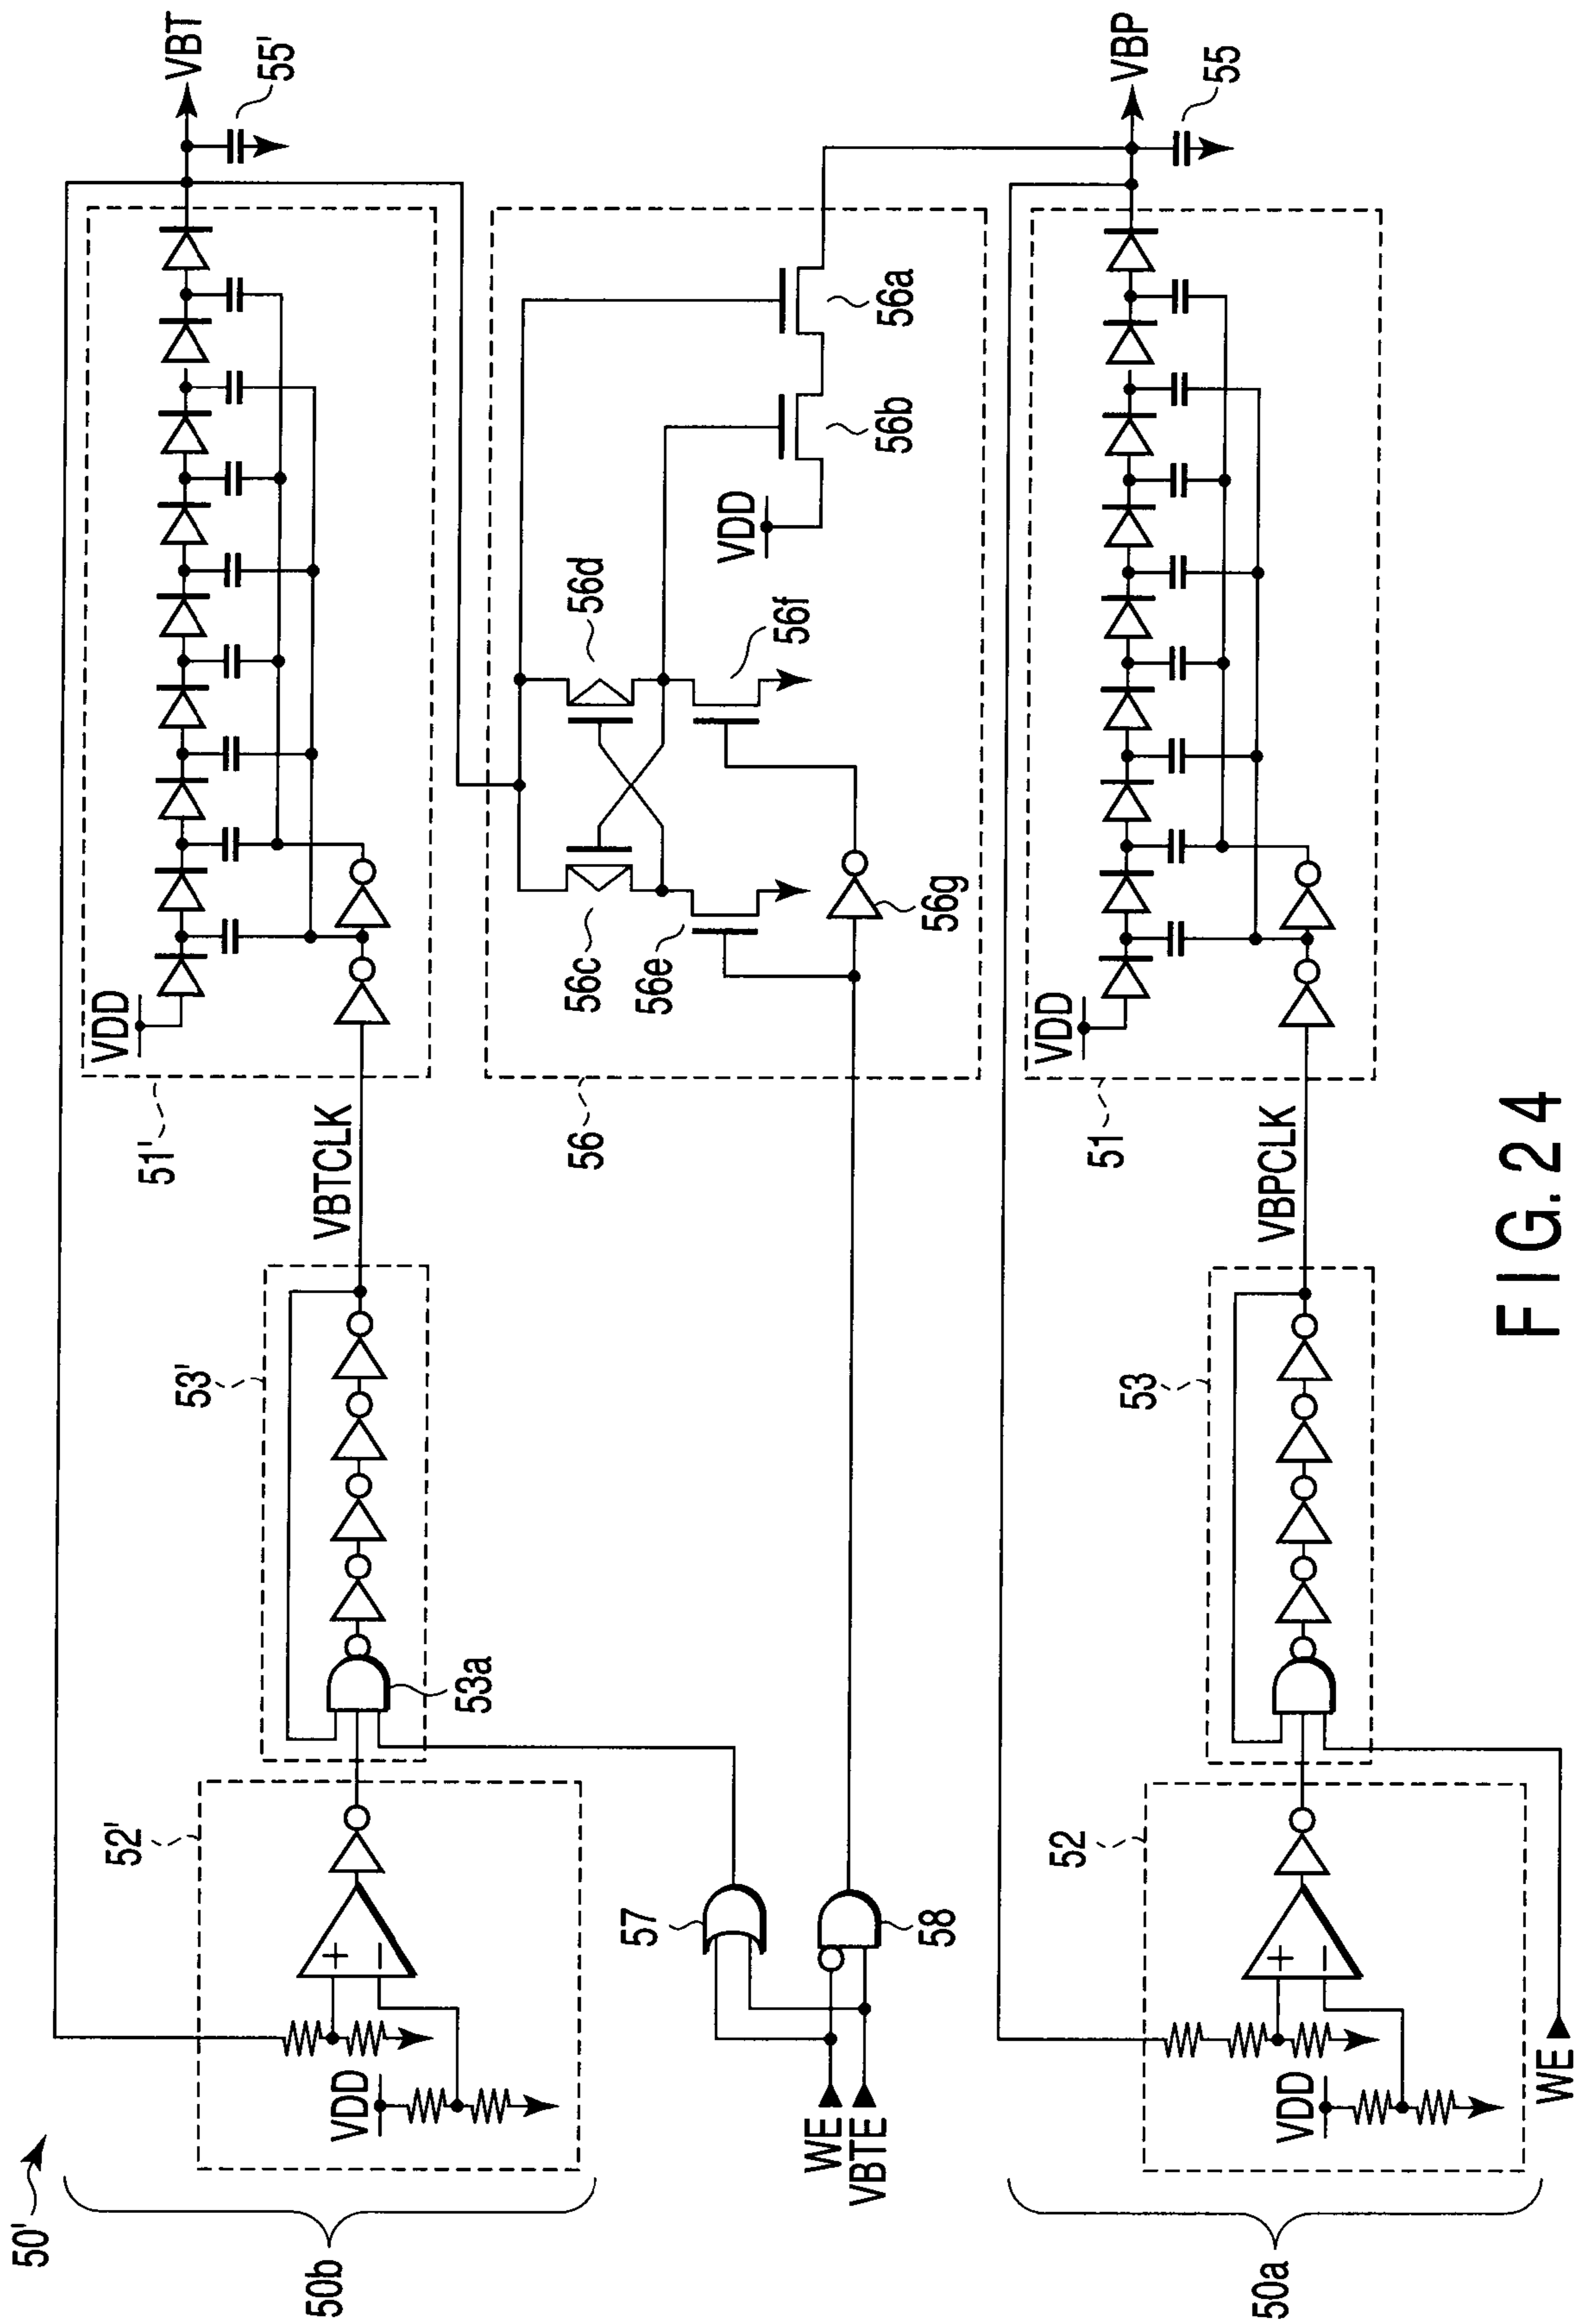 50'
50b
52'
VDD
+
−
53'
53a
VBTCLK
51'
VDD
VBT
55'
WE
VBTE
57
58
56
56c
56d
56e
56f
56g
VDD
56b
56a
50a
52
VDD
+
−
WE
53
VBPCLK
51
VDD
VBP
55
FIG. 24